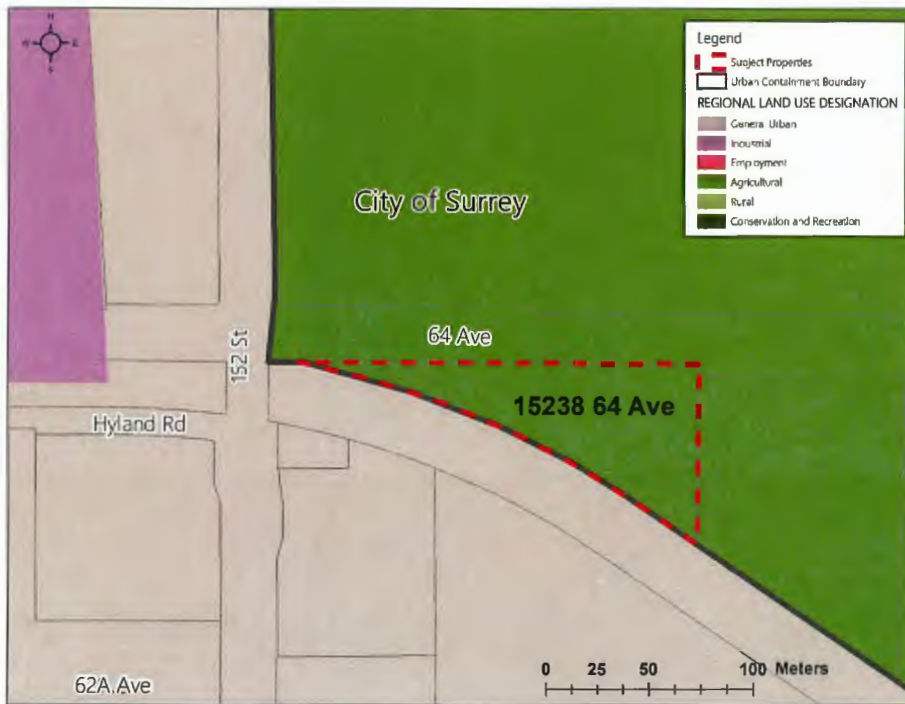 N
W E
S
Legend
Subject Properties
Urban Containment Boundary
REGIONAL LAND USE DESIGNATION
General Urban
Industrial
Employment
Agricultural
Rural
Conservation and Recreation
City of Surrey
64 Ave
152 St
15238 64 Ave
Hyland Rd
0 25 50 100 Meters
62A Ave